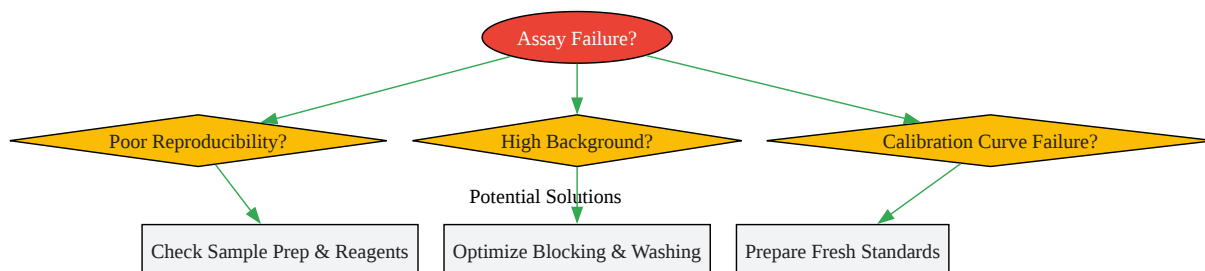 Assay Failure?
Poor Reproducibility?
High Background?
Calibration Curve Failure?
Potential Solutions
Check Sample Prep & Reagents
Optimize Blocking & Washing
Prepare Fresh Standards